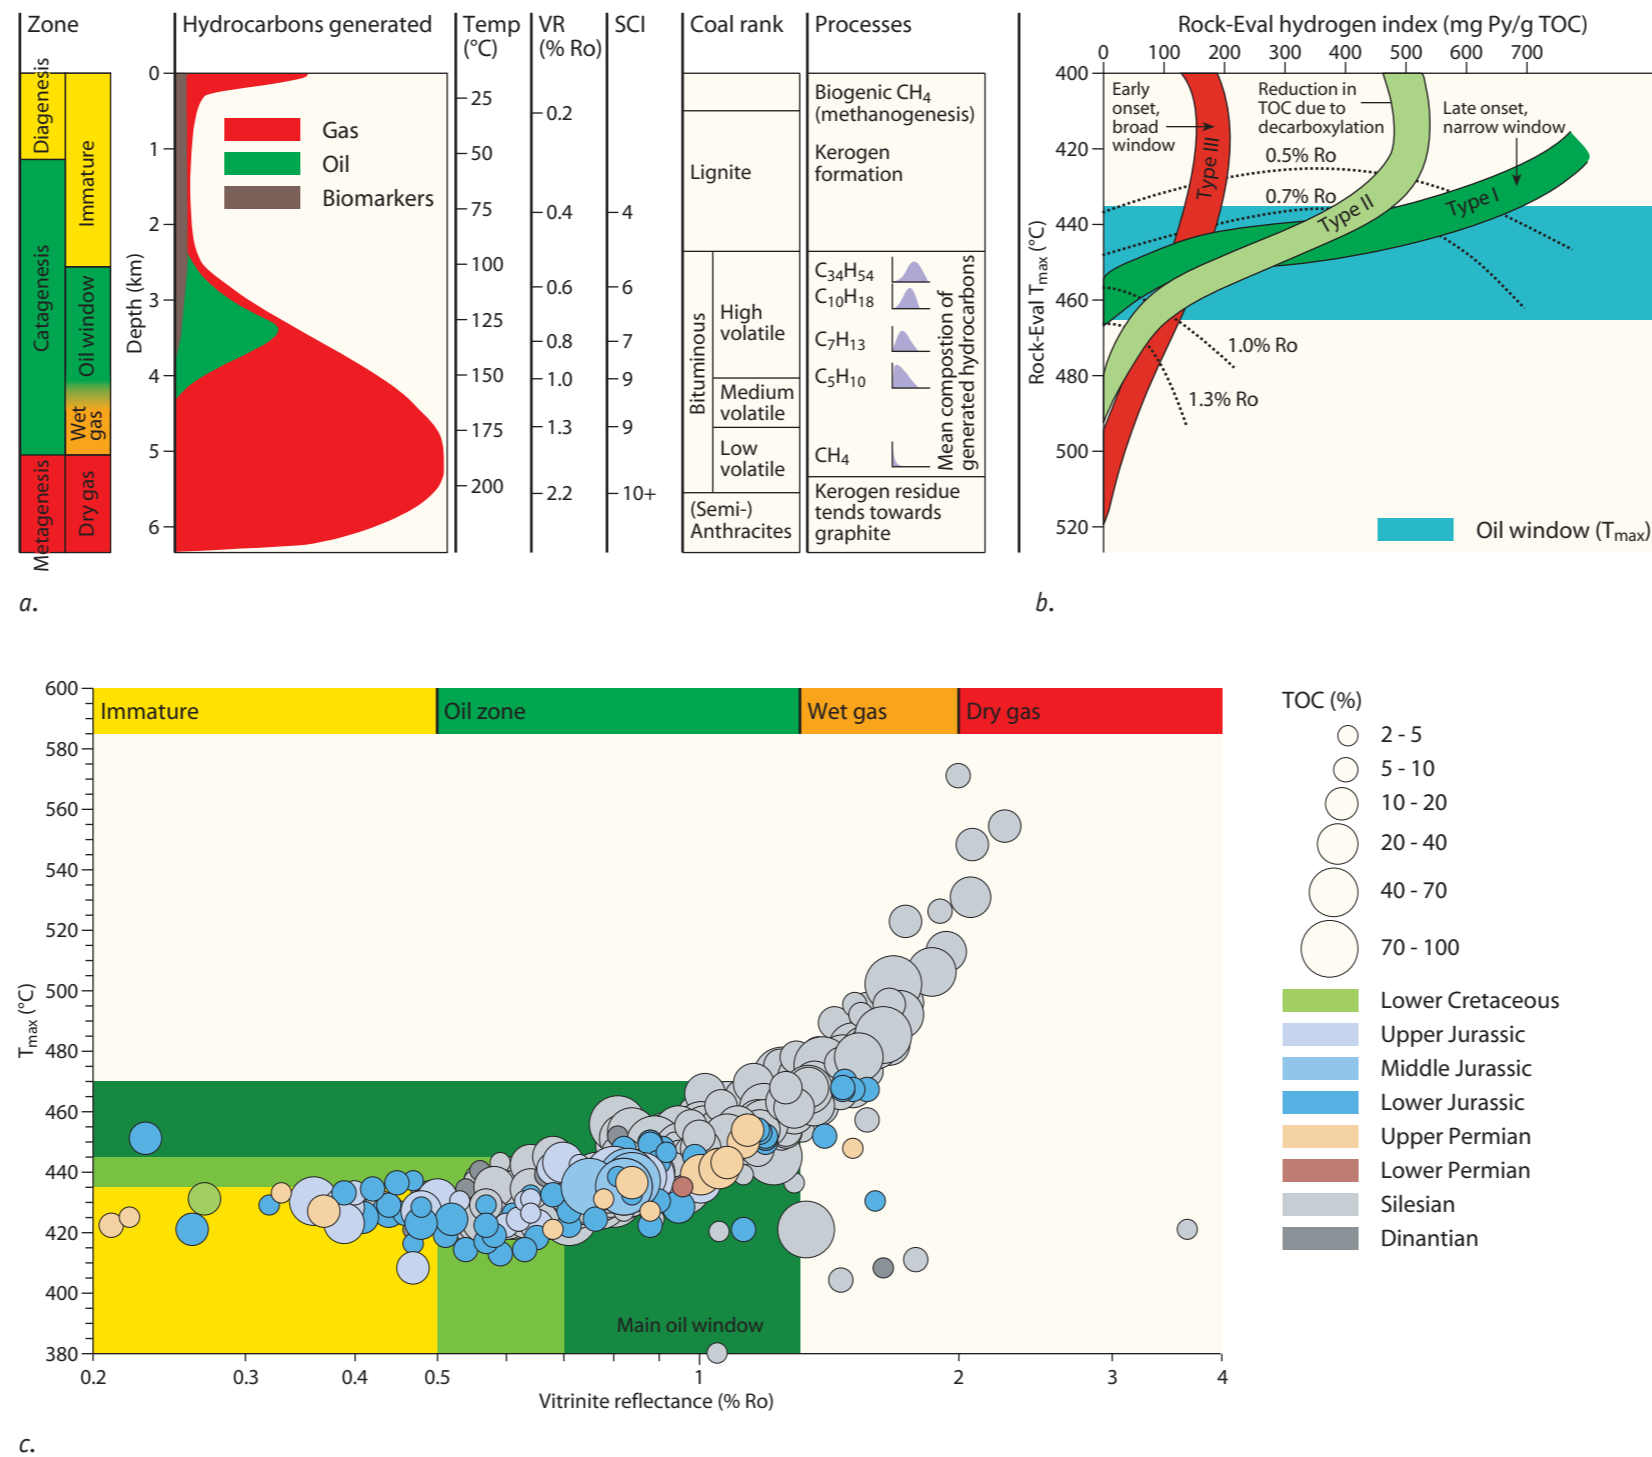 Zone
Hydrocarbons generated
Temp
(°C)
VR
(% Ro)
SCI
Coal rank
Processes
Diagenesis
Catagenesis
Metagenesis
Immature
Oil window
Wet
gas
Dry gas
Depth (km)
0
1
2
3
4
5
6
Gas
Oil
Biomarkers
25
50
75
100
125
150
175
200
0.2
0.4
0.6
0.8
1.0
1.3
2.2
4
6
7
9
9
10+
Lignite
Bituminous
High
volatile
Medium
volatile
Low
volatile
(Semi-)
Anthracites
Biogenic CH4
(methanogenesis)
Kerogen
formation
C34H54
C10H18
C7H13
C5H10
CH4
Mean compostion of
generated hydrocarbons
Kerogen residue
tends towards
graphite
a.
Rock-Eval hydrogen index (mg Py/g TOC)
0 100 200 300 400 500 600 700
Rock-Eval Tmax (°C)
400
420
440
460
480
500
520
Early
onset,
broad
window
Reduction in
TOC due to
decarboxylation
Late onset,
narrow window
Type III
Type II
Type I
0.5% Ro
0.7% Ro
1.0% Ro
1.3% Ro
Oil window (Tmax)
b.
Immature
Oil zone
Wet gas
Dry gas
Tmax (°C)
600
580
560
540
520
500
480
460
440
420
400
380
Main oil window
0.2 0.3 0.4 0.5 1 2 3 4
Vitrinite reflectance (% Ro)
TOC (%)
2 - 5
5 - 10
10 - 20
20 - 40
40 - 70
70 - 100
Lower Cretaceous
Upper Jurassic
Middle Jurassic
Lower Jurassic
Upper Permian
Lower Permian
Silesian
Dinantian
c.